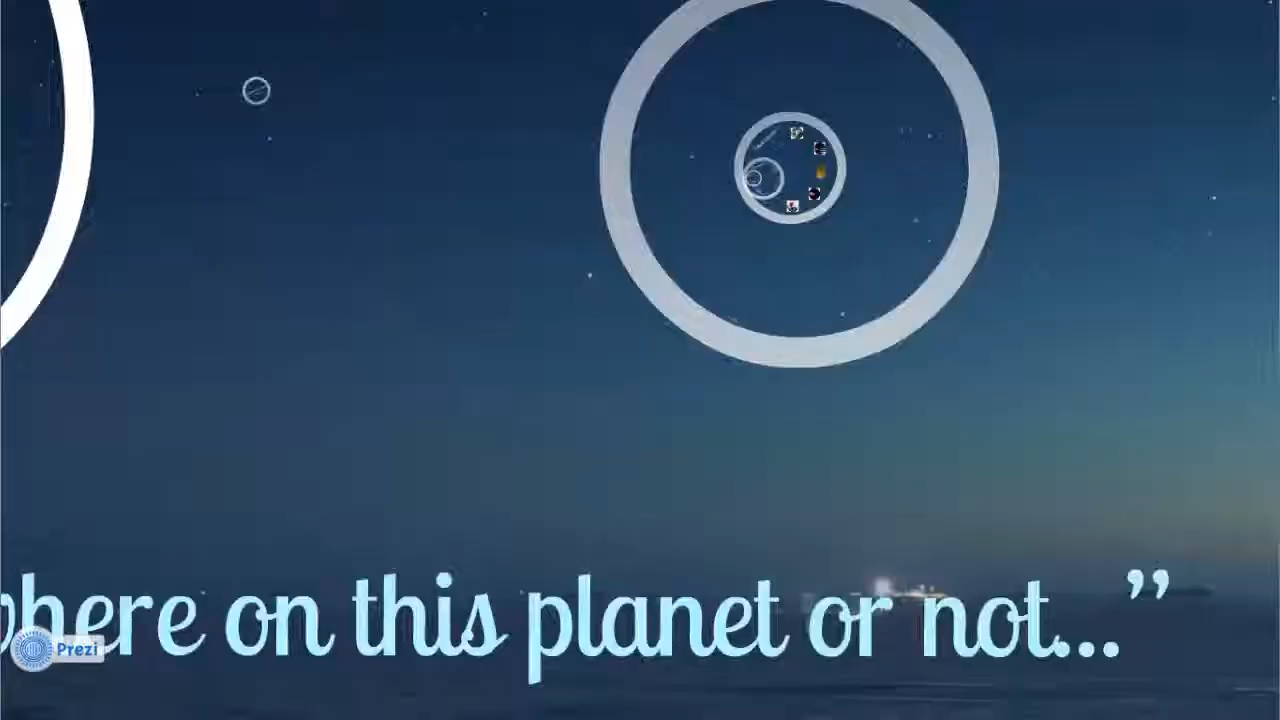 here on this planet or not...”
Prezi